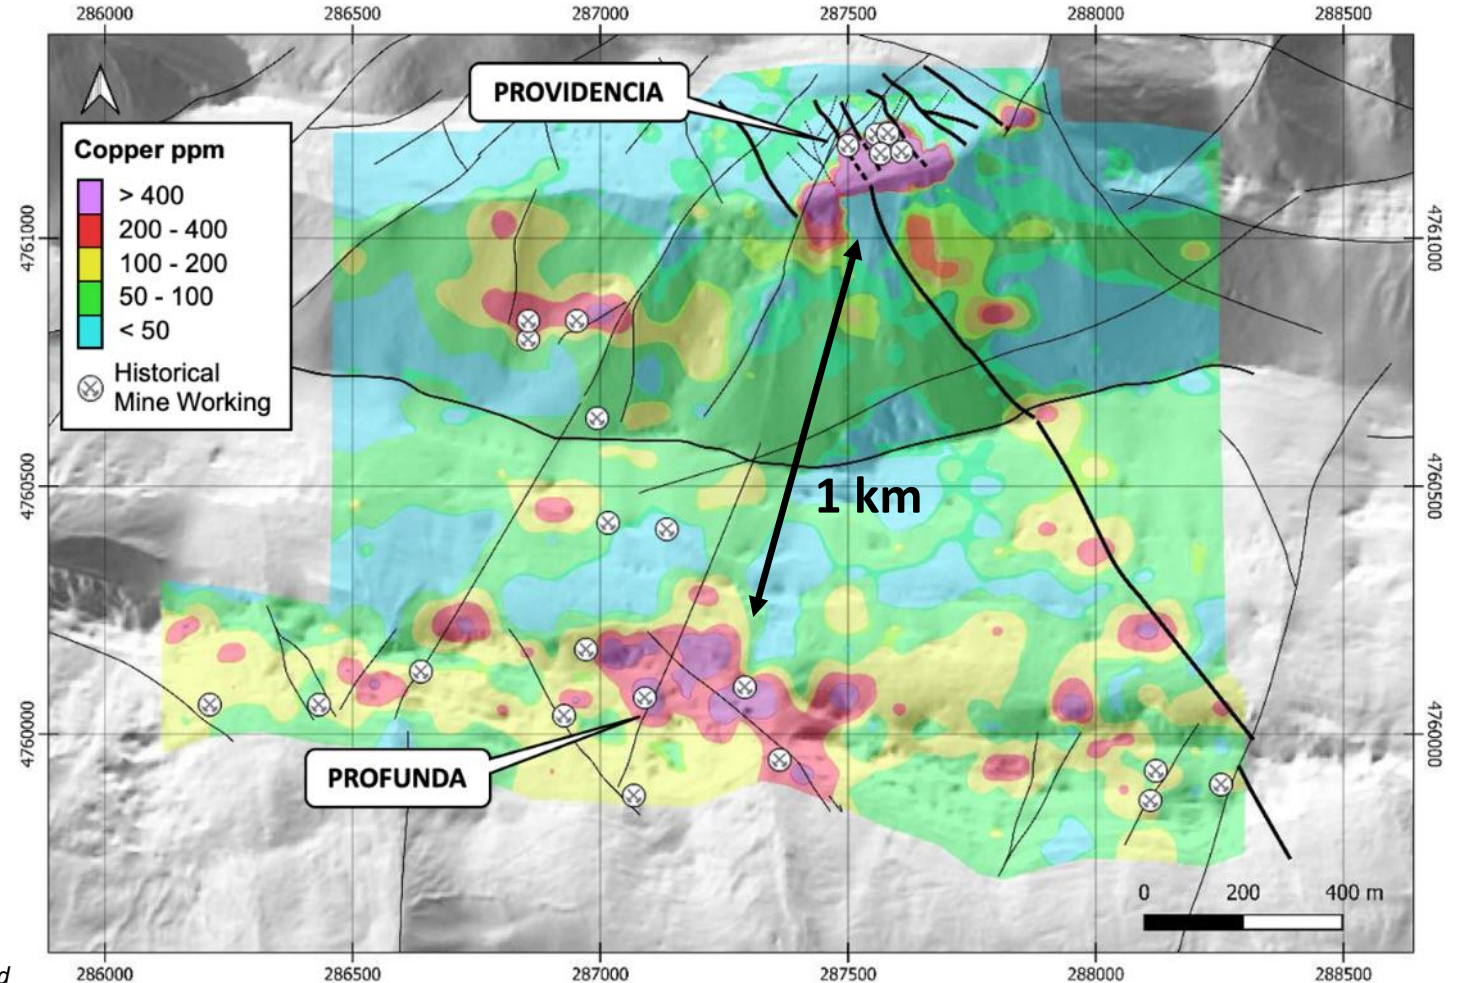 286000 286500 287000 287500 288000 288500
PROVIDENCIA
Copper ppm
> 400
200 - 400
100 - 200
50 - 100
< 50
Historical
Mine Working
4761000 4761000
4760500 4760500
1 km
4760000 4760000
PROFUNDA
0 200 400 m
286000 286500 287000 287500 288000 288500
d